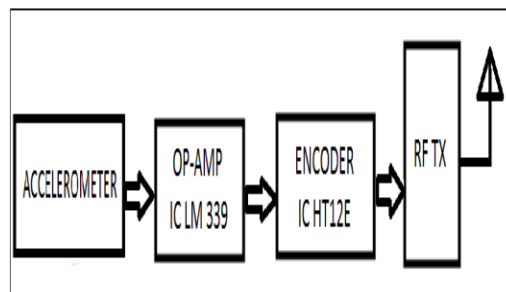 ACCELEROMETER
OP-AMP
IC LM 339
ENCODER
IC HT12E
RF TX